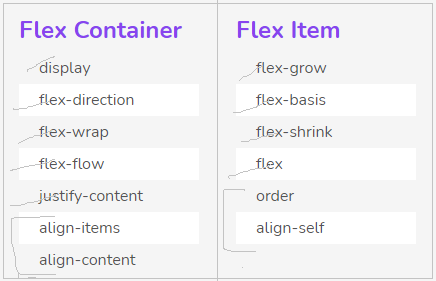 Flex Container
display
flex-direction
flex-wrap
flex-flow
justify-content
align-items
align-content
Flex Item
flex-grow
flex-basis
flex-shrink
flex
order
align-self